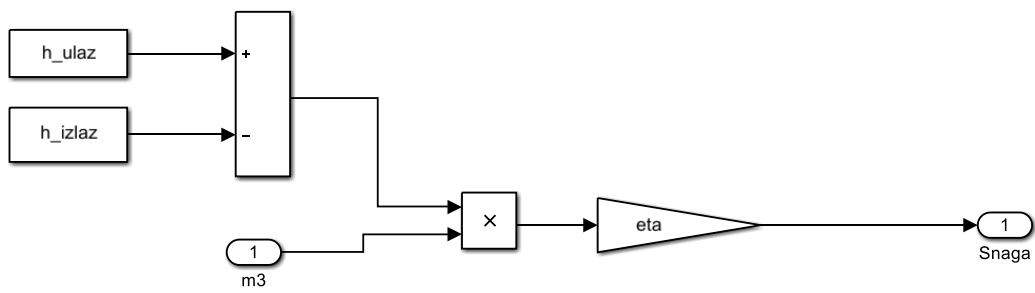 h_ulaz
+
h_izlaz
−
×
eta
1
Snaga
1
m3